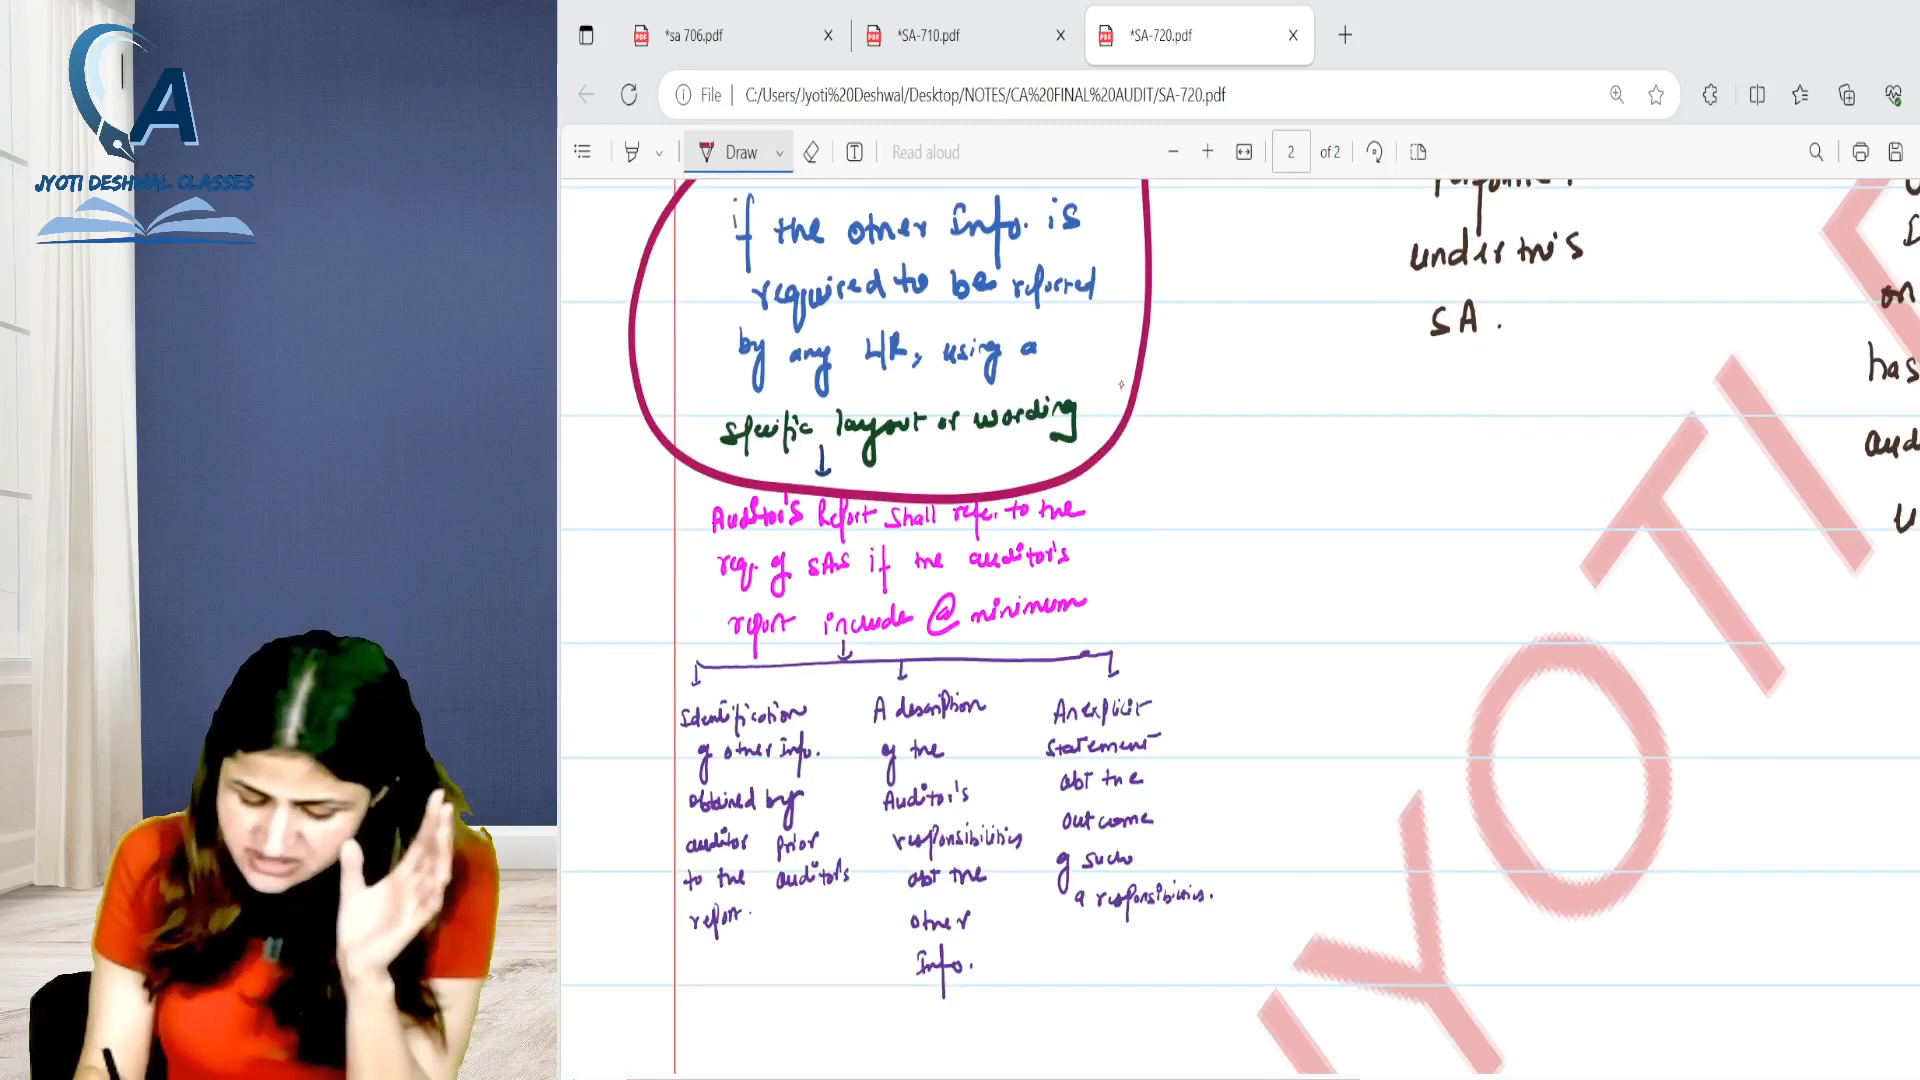 A
JYOTI DESHWAL CLASSES
*sa 706.pdf
*SA-710.pdf
*SA-720.pdf
File
C:/Users/Jyoti%20Deshwal/Desktop/NOTES/CA%20FINAL%20AUDIT/SA-720.pdf
Draw
Read aloud
2
of 2
if the other Info. is
required to be referred
by any L/R, using a
specific layout or wording
Auditor's Report shall refer to the
req. of SAs if the auditor's
report include @ minimum
Identification
of other info.
obtained by
auditor prior
to the auditor's
report.
A description
of the
Auditor's
responsibilities
abt the
other
Info.
An explicit
statement
abt the
outcome
of such
a responsibilities.
under this
SA.
on
has
JYOTI